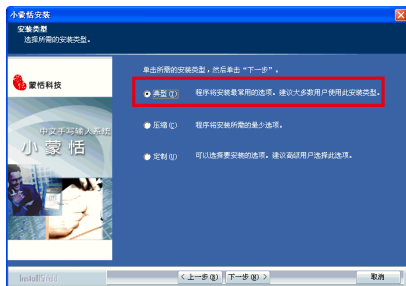 小蒙恬安装
安装类型
选择所需的安装类型。
单击所需的安装类型，然后单击“下一步”。
蒙恬科技
典型(T) 程序将安装最常用的选项。建议大多数用户使用此安装类型。
中文手写输入系统
小蒙恬
压缩(C) 程序将安装所需的最少选项。
定制(U) 可以选择要安装的选项。建议高级用户选择此选项。
InstallShield
< 上一步(B) 下一步(N) > 取消